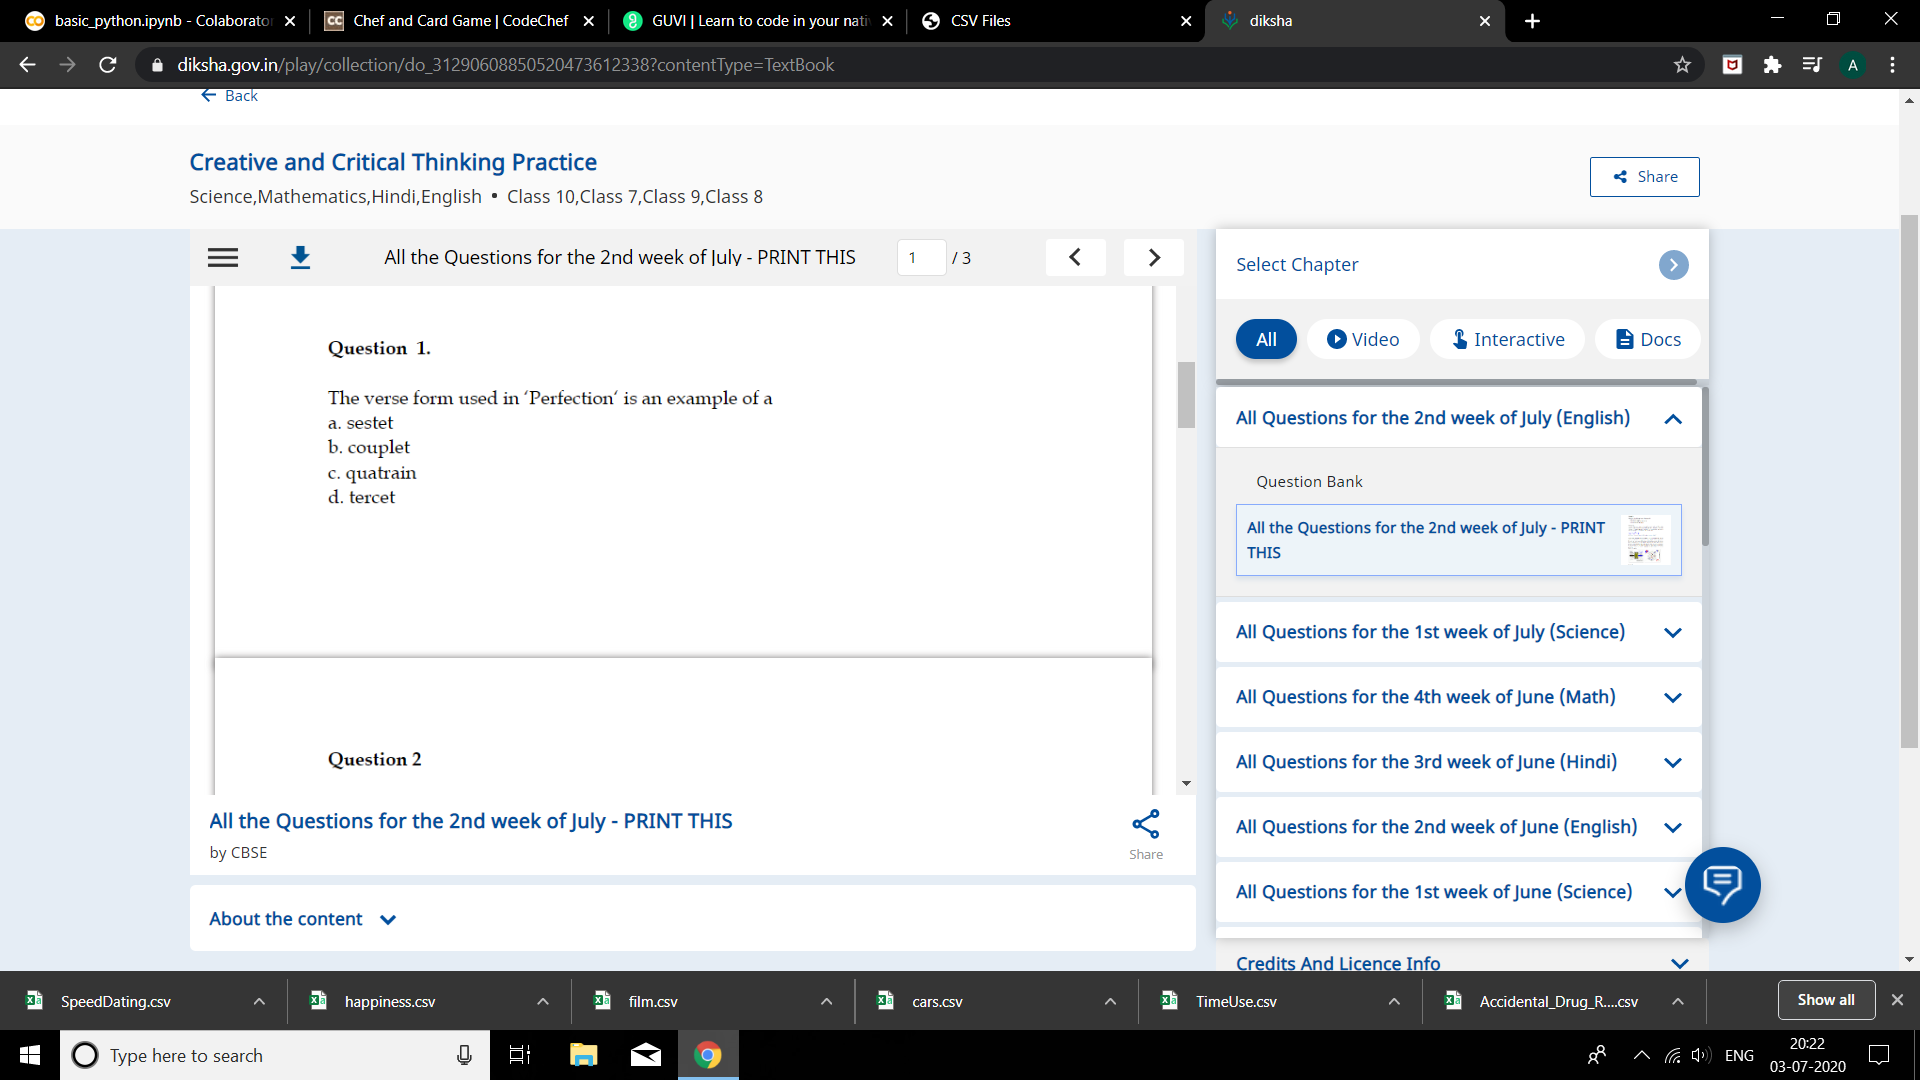 basic_python.ipynb - Colaborato
Chef and Card Game | CodeChef
GUVI | Learn to code in your nati
CSV Files
diksha
diksha.gov.in/play/collection/do_31290608850520473612338?contentType=TextBook
A
Back
Creative and Critical Thinking Practice
Science,Mathematics,Hindi,English • Class 10,Class 7,Class 9,Class 8
Share
All the Questions for the 2nd week of July - PRINT THIS
1 / 3
Question 1.
The verse form used in ‘Perfection’ is an example of a
a. sestet
b. couplet
c. quatrain
d. tercet
Question 2
All the Questions for the 2nd week of July - PRINT THIS
by CBSE
Share
About the content
Select Chapter
All
Video
Interactive
Docs
All Questions for the 2nd week of July (English)
Question Bank
All the Questions for the 2nd week of July - PRINT
THIS
All Questions for the 1st week of July (Science)
All Questions for the 4th week of June (Math)
All Questions for the 3rd week of June (Hindi)
All Questions for the 2nd week of June (English)
All Questions for the 1st week of June (Science)
Credits And Licence Info
SpeedDating.csv
happiness.csv
film.csv
cars.csv
TimeUse.csv
Accidental_Drug_R....csv
Show all
Type here to search
ENG
20:22
03-07-2020